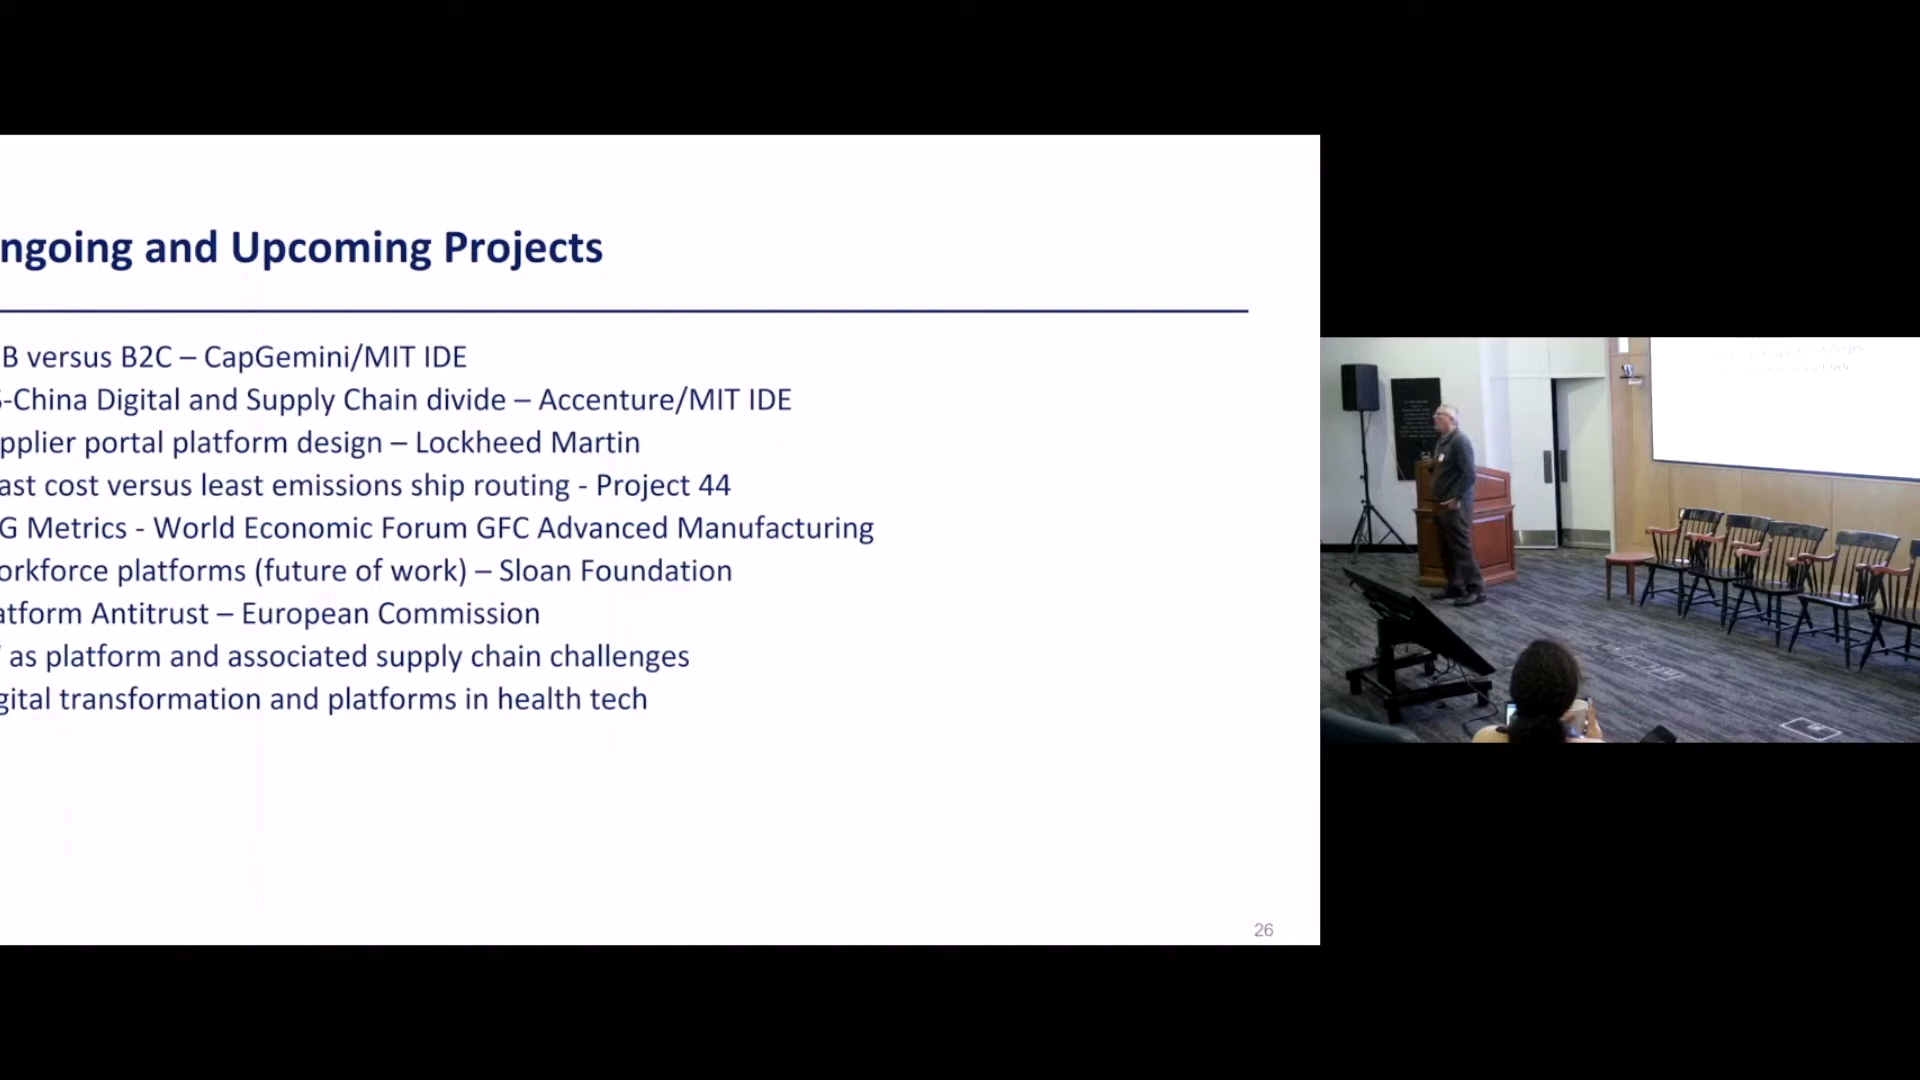 ngoing and Upcoming Projects
B versus B2C – CapGemini/MIT IDE
-China Digital and Supply Chain divide – Accenture/MIT IDE
pplier portal platform design – Lockheed Martin
ast cost versus least emissions ship routing - Project 44
G Metrics - World Economic Forum GFC Advanced Manufacturing
orkforce platforms (future of work) – Sloan Foundation
atform Antitrust – European Commission
as platform and associated supply chain challenges
gital transformation and platforms in health tech
26